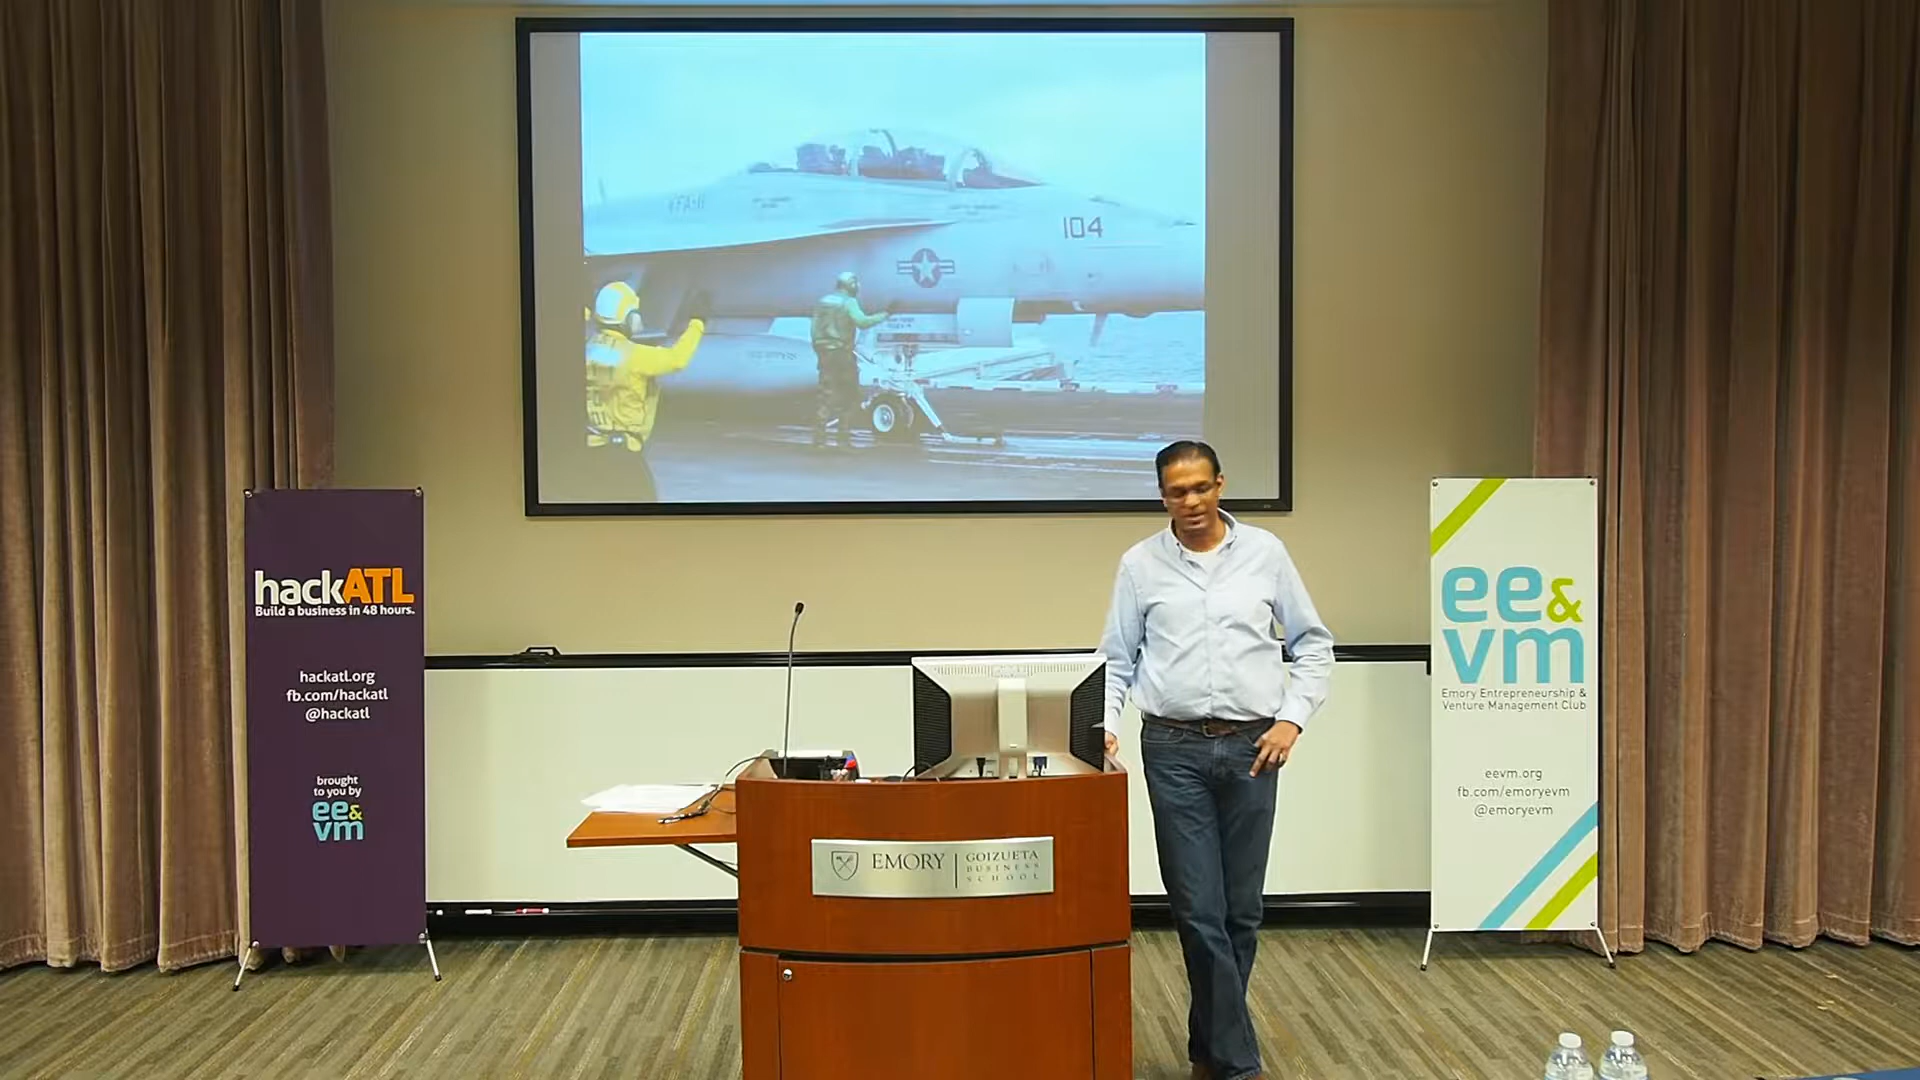 104
hackATL
Build a business in 48 hours.
hackatl.org
fb.com/hackatl
@hackatl
brought
to you by
ee&
vm
EMORY
GOIZUETA
BUSINESS
SCHOOL
ee&
vm
Emory Entrepreneurship &
Venture Management Club
eevm.org
fb.com/emoryevm
@emoryevm